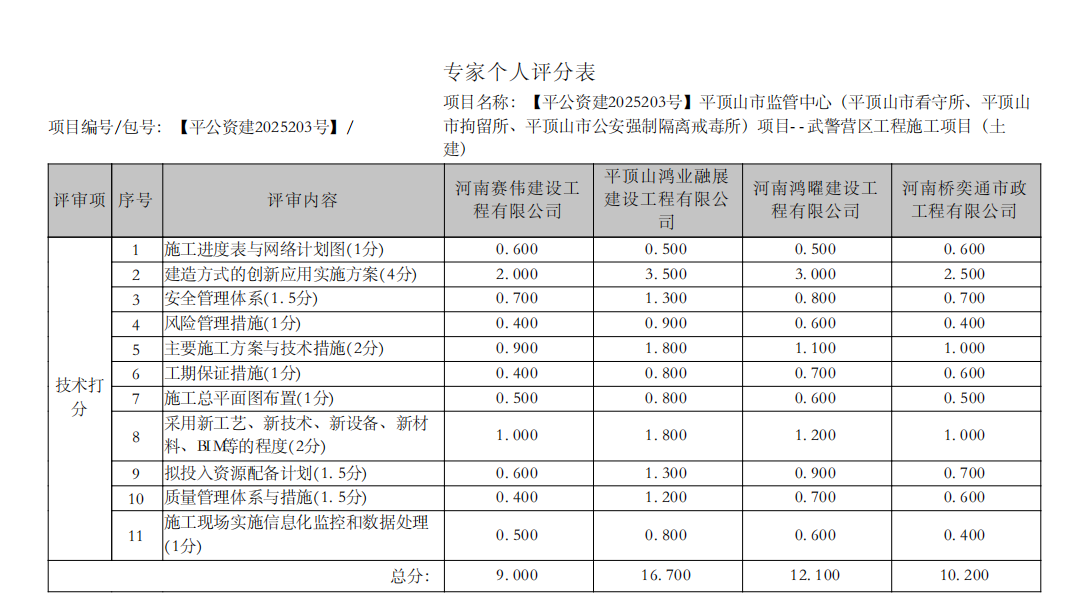 专家个人评分表
项目编号/包号：【平公资建2025203号】/
项目名称：【平公资建2025203号】平顶山市监管中心（平顶山市看守所、平顶山
市拘留所、平顶山市公安强制隔离戒毒所）项目--武警营区工程施工项目（土
建）
评审项 序号 评审内容 河南赛伟建设工程有限公司 平顶山鸿业融展建设工程有限公司 河南鸿曜建设工程有限公司 河南桥奕通市政工程有限公司
技术打分
1 施工进度表与网络计划图(1分) 0.600 0.500 0.500 0.600
2 建造方式的创新应用实施方案(4分) 2.000 3.500 3.000 2.500
3 安全管理体系(1.5分) 0.700 1.300 0.800 0.700
4 风险管理措施(1分) 0.400 0.900 0.600 0.400
5 主要施工方案与技术措施(2分) 0.900 1.800 1.100 1.000
6 工期保证措施(1分) 0.400 0.800 0.700 0.600
7 施工总平面图布置(1分) 0.500 0.800 0.600 0.500
8 采用新工艺、新技术、新设备、新材料、BIM等的程度(2分) 1.000 1.800 1.200 1.000
9 拟投入资源配备计划(1.5分) 0.600 1.300 0.900 0.700
10 质量管理体系与措施(1.5分) 0.400 1.200 0.700 0.600
11 施工现场实施信息化监控和数据处理(1分) 0.500 0.800 0.600 0.400
总分: 9.000 16.700 12.100 10.200